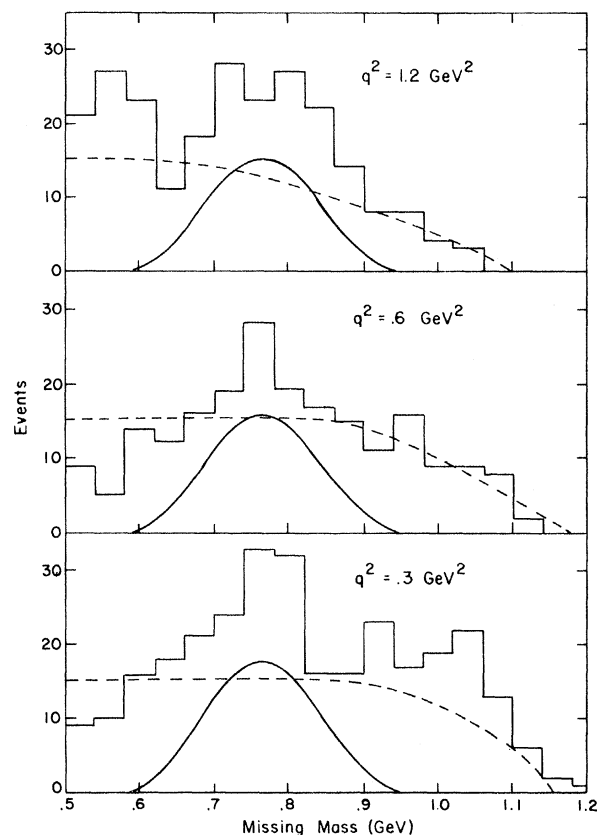 30
q² = 1.2 GeV²
20
10
0
30
q² = .6 GeV²
20
Events
10
0
30
q² = .3 GeV²
20
10
0
.5 .6 .7 .8 .9 1.0 1.1 1.2
Missing Mass (GeV)